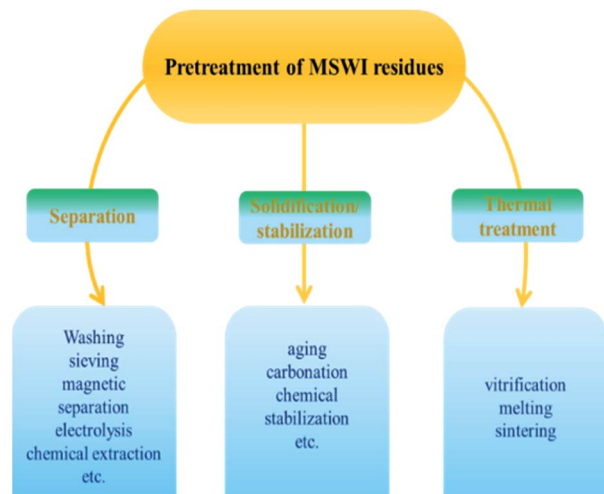 Pretreatment of MSWI residues
Separation
Solidification/
stabilization
Thermal
treatment
Washing
sieving
magnetic
separation
electrolysis
chemical extraction
etc.
aging
carbonation
chemical
stabilization
etc.
vitrification
melting
sintering